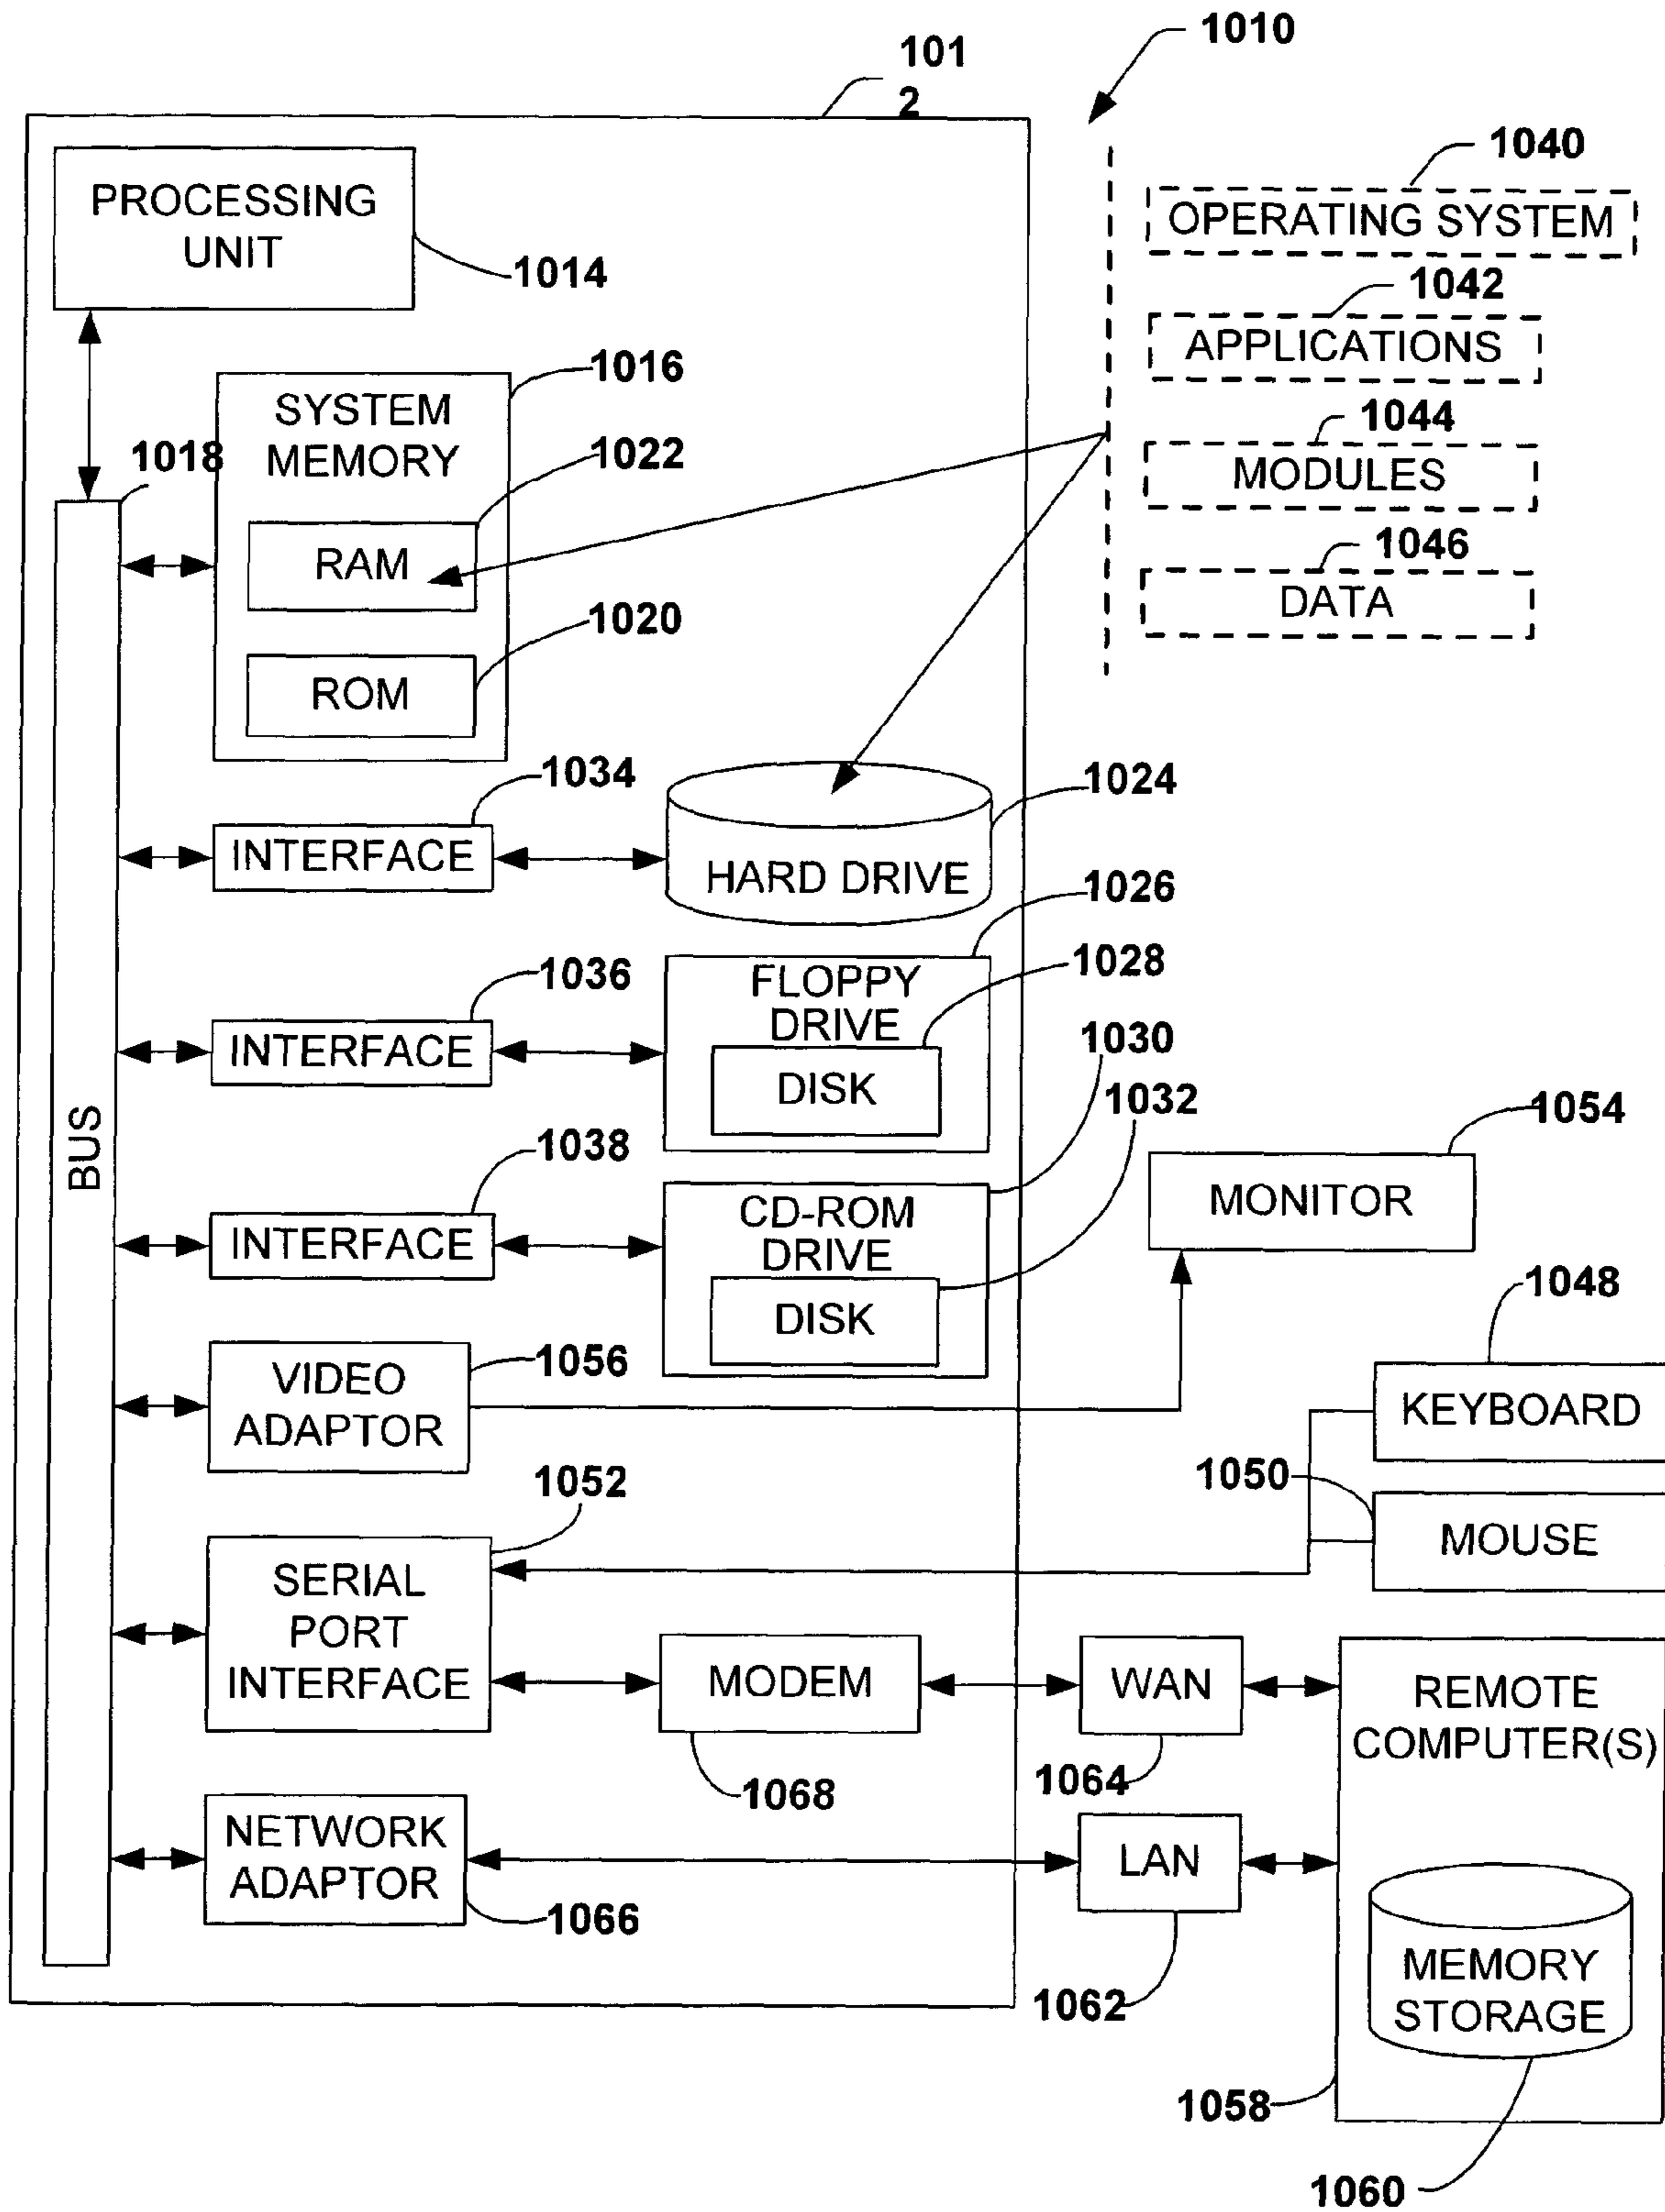 1010
101
2
1040
PROCESSING
UNIT
1014
OPERATING SYSTEM
1042
APPLICATIONS
1016
SYSTEM
MEMORY
1044
MODULES
1018
1022
RAM
1046
DATA
1020
ROM
1034
INTERFACE
1024
HARD DRIVE
1026
1036
INTERFACE
FLOPPY
DRIVE
1028
DISK
1030
1032
BUS
1054
MONITOR
1038
INTERFACE
CD-ROM
DRIVE
DISK
1048
KEYBOARD
1056
VIDEO
ADAPTOR
1050
MOUSE
1052
SERIAL
PORT
INTERFACE
MODEM
1068
WAN
1064
REMOTE
COMPUTER(S)
NETWORK
ADAPTOR
1066
LAN
1062
MEMORY
STORAGE
1058
1060